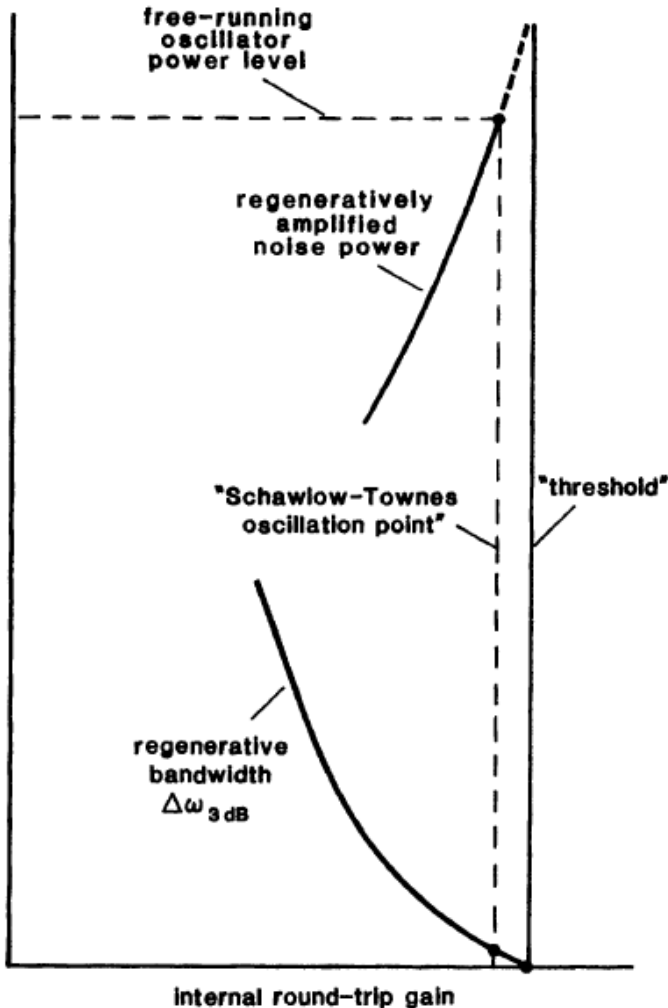 free-running
oscillator
power level
regeneratively
amplified
noise power
"Schawlow-Townes
oscillation point"
"threshold"
regenerative
bandwidth
Δω 3 dB
internal round-trip gain